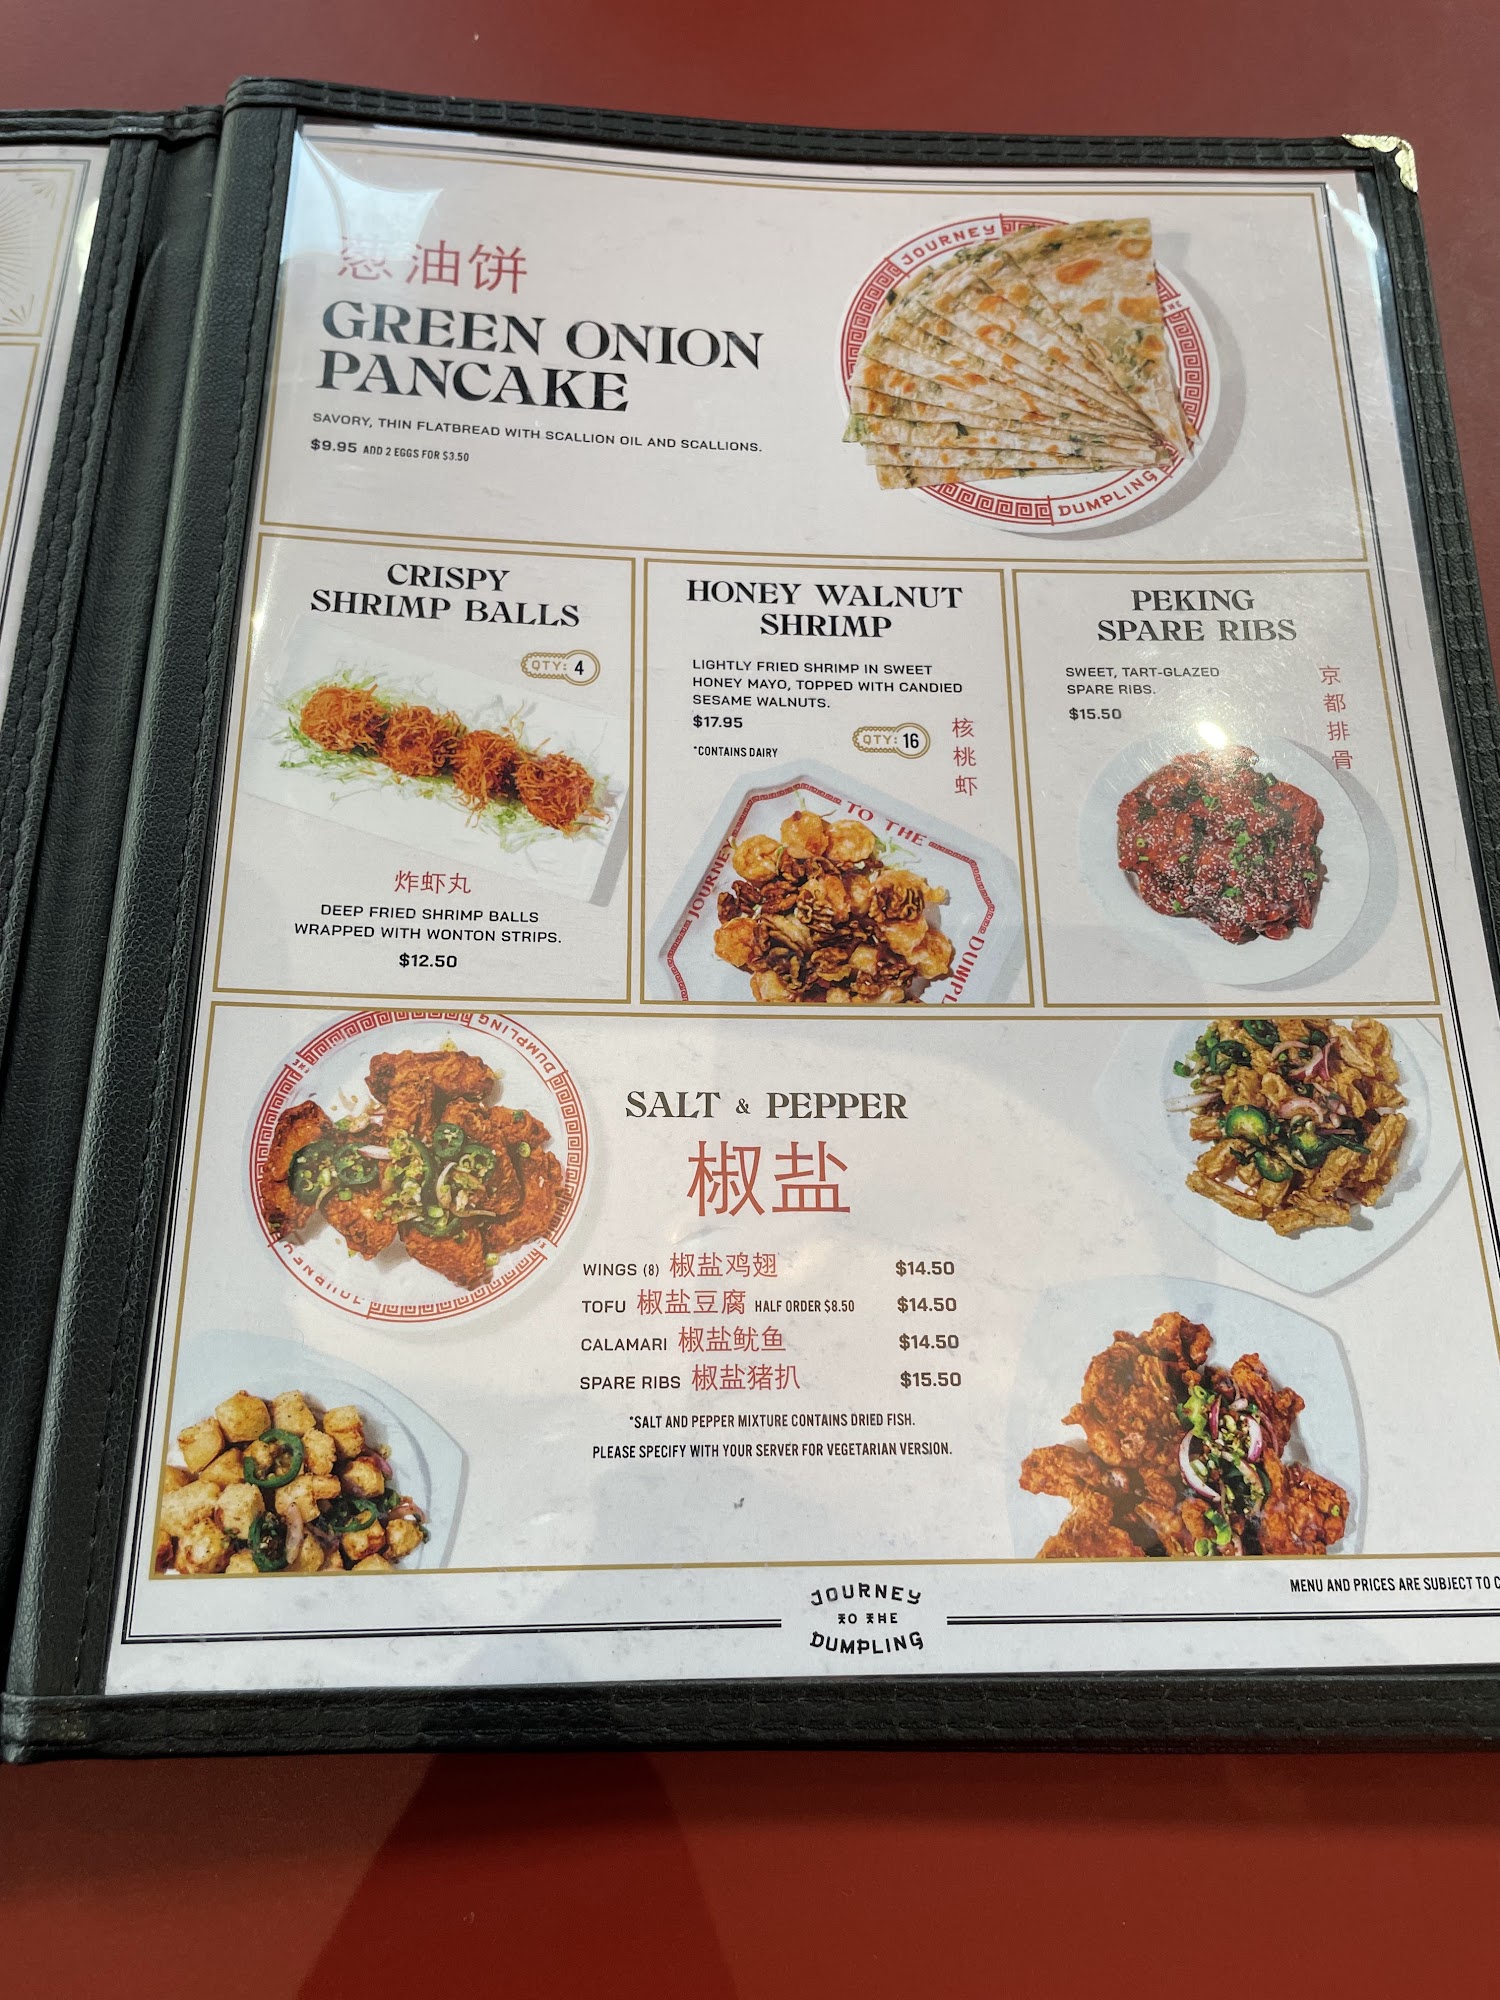 葱油饼
GREEN ONION
PANCAKE
SAVORY, THIN FLATBREAD WITH SCALLION OIL AND SCALLIONS.
$9.95 ADD 2 EGGS FOR $3.50
JOURNEY
THE
DUMPLING
CRISPY
SHRIMP BALLS
QTY: 4
炸虾丸
DEEP FRIED SHRIMP BALLS
WRAPPED WITH WONTON STRIPS.
$12.50
HONEY WALNUT
SHRIMP
LIGHTLY FRIED SHRIMP IN SWEET
HONEY MAYO, TOPPED WITH CANDIED
SESAME WALNUTS.
$17.95
*CONTAINS DAIRY
QTY: 16
核桃虾
JOURNEY
TO THE
DUMPL
PEKING
SPARE RIBS
SWEET, TART-GLAZED
SPARE RIBS.
$15.50
京都排骨
THE
DUMPLING
JOURNEY
SALT & PEPPER
椒盐
WINGS (8) 椒盐鸡翅 $14.50
TOFU 椒盐豆腐 HALF ORDER $8.50 $14.50
CALAMARI 椒盐鱿鱼 $14.50
SPARE RIBS 椒盐猪扒 $15.50
*SALT AND PEPPER MIXTURE CONTAINS DRIED FISH.
PLEASE SPECIFY WITH YOUR SERVER FOR VEGETARIAN VERSION.
MENU AND PRICES ARE SUBJECT TO C
JOURNEY
TO THE
DUMPLING